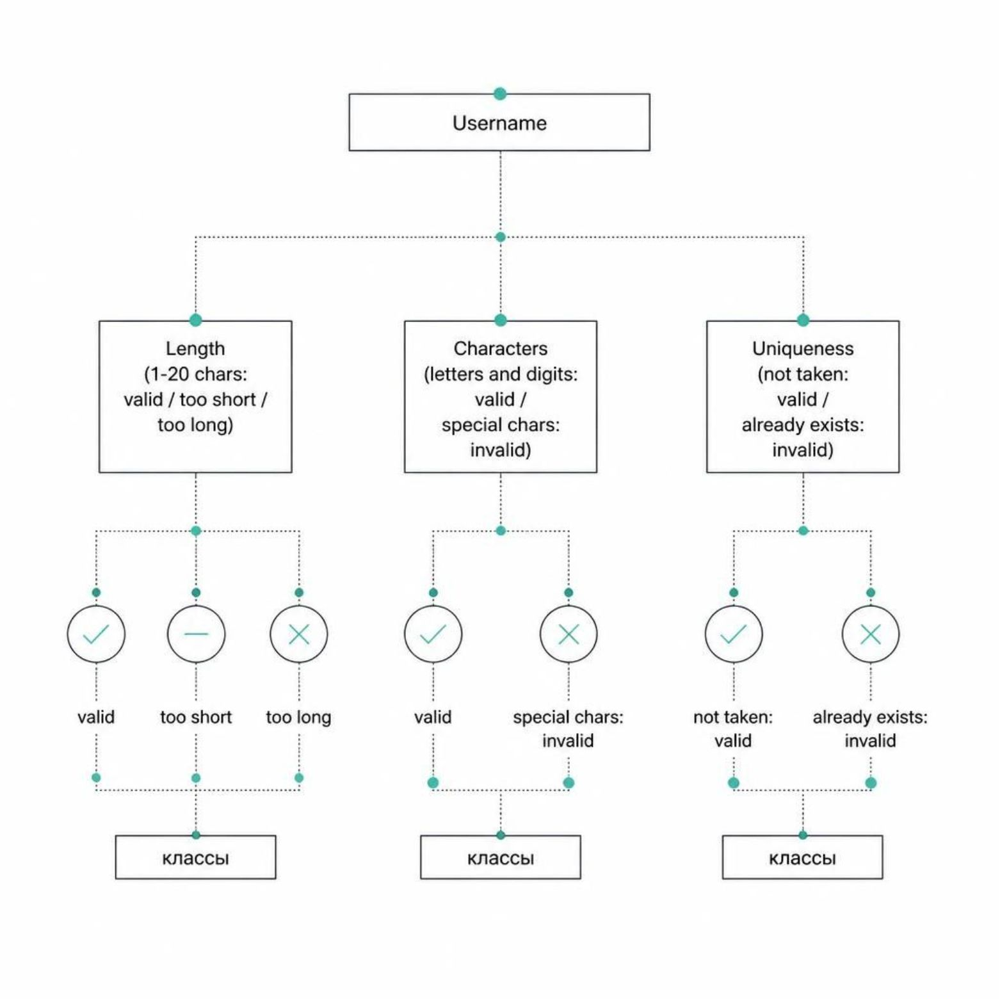 Username
Length
(1-20 chars:
valid / too short /
too long)
Characters
(letters and digits:
valid /
special chars:
invalid)
Uniqueness
(not taken:
valid /
already exists:
invalid)
valid
too short
too long
valid
special chars:
invalid
not taken:
valid
already exists:
invalid
классы
классы
классы